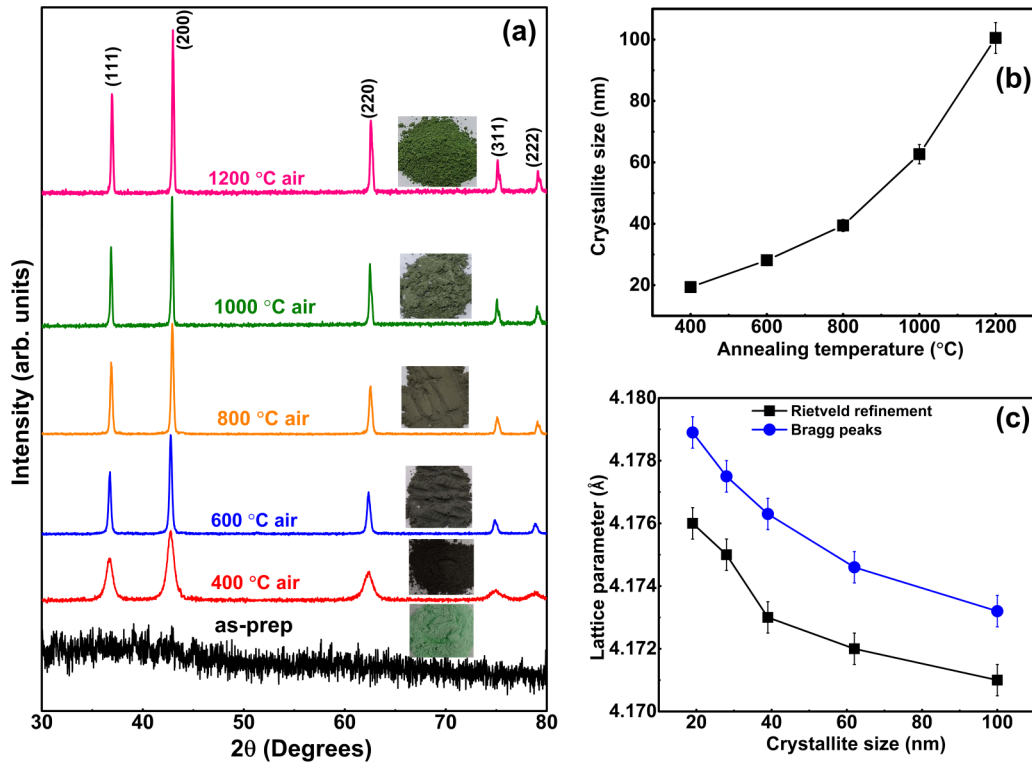 (a)
(111)
(200)
(220)
(311)
(222)
1200 °C air
1000 °C air
800 °C air
600 °C air
400 °C air
as-prep
Intensity (arb. units)
30 40 50 60 70 80
2θ (Degrees)
(b)
Crystallite size (nm)
100
80
60
40
20
400 600 800 1000 1200
Annealing temperature (°C)
(c)
Rietveld refinement
Bragg peaks
Lattice parameter (Å)
4.180
4.178
4.176
4.174
4.172
4.170
20 40 60 80 100
Crystallite size (nm)